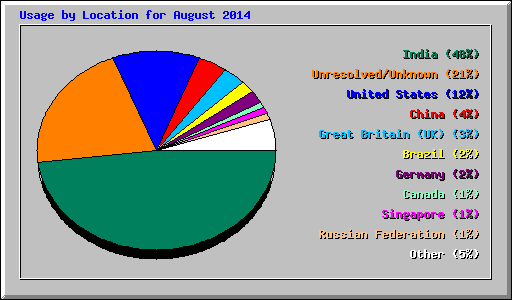 Usage by Location for August 2014
India (48%)
Unresolved/Unknown (21%)
United States (12%)
China (4%)
Great Britain (UK) (3%)
Brazil (2%)
Germany (2%)
Canada (1%)
Singapore (1%)
Russian Federation (1%)
Other (5%)